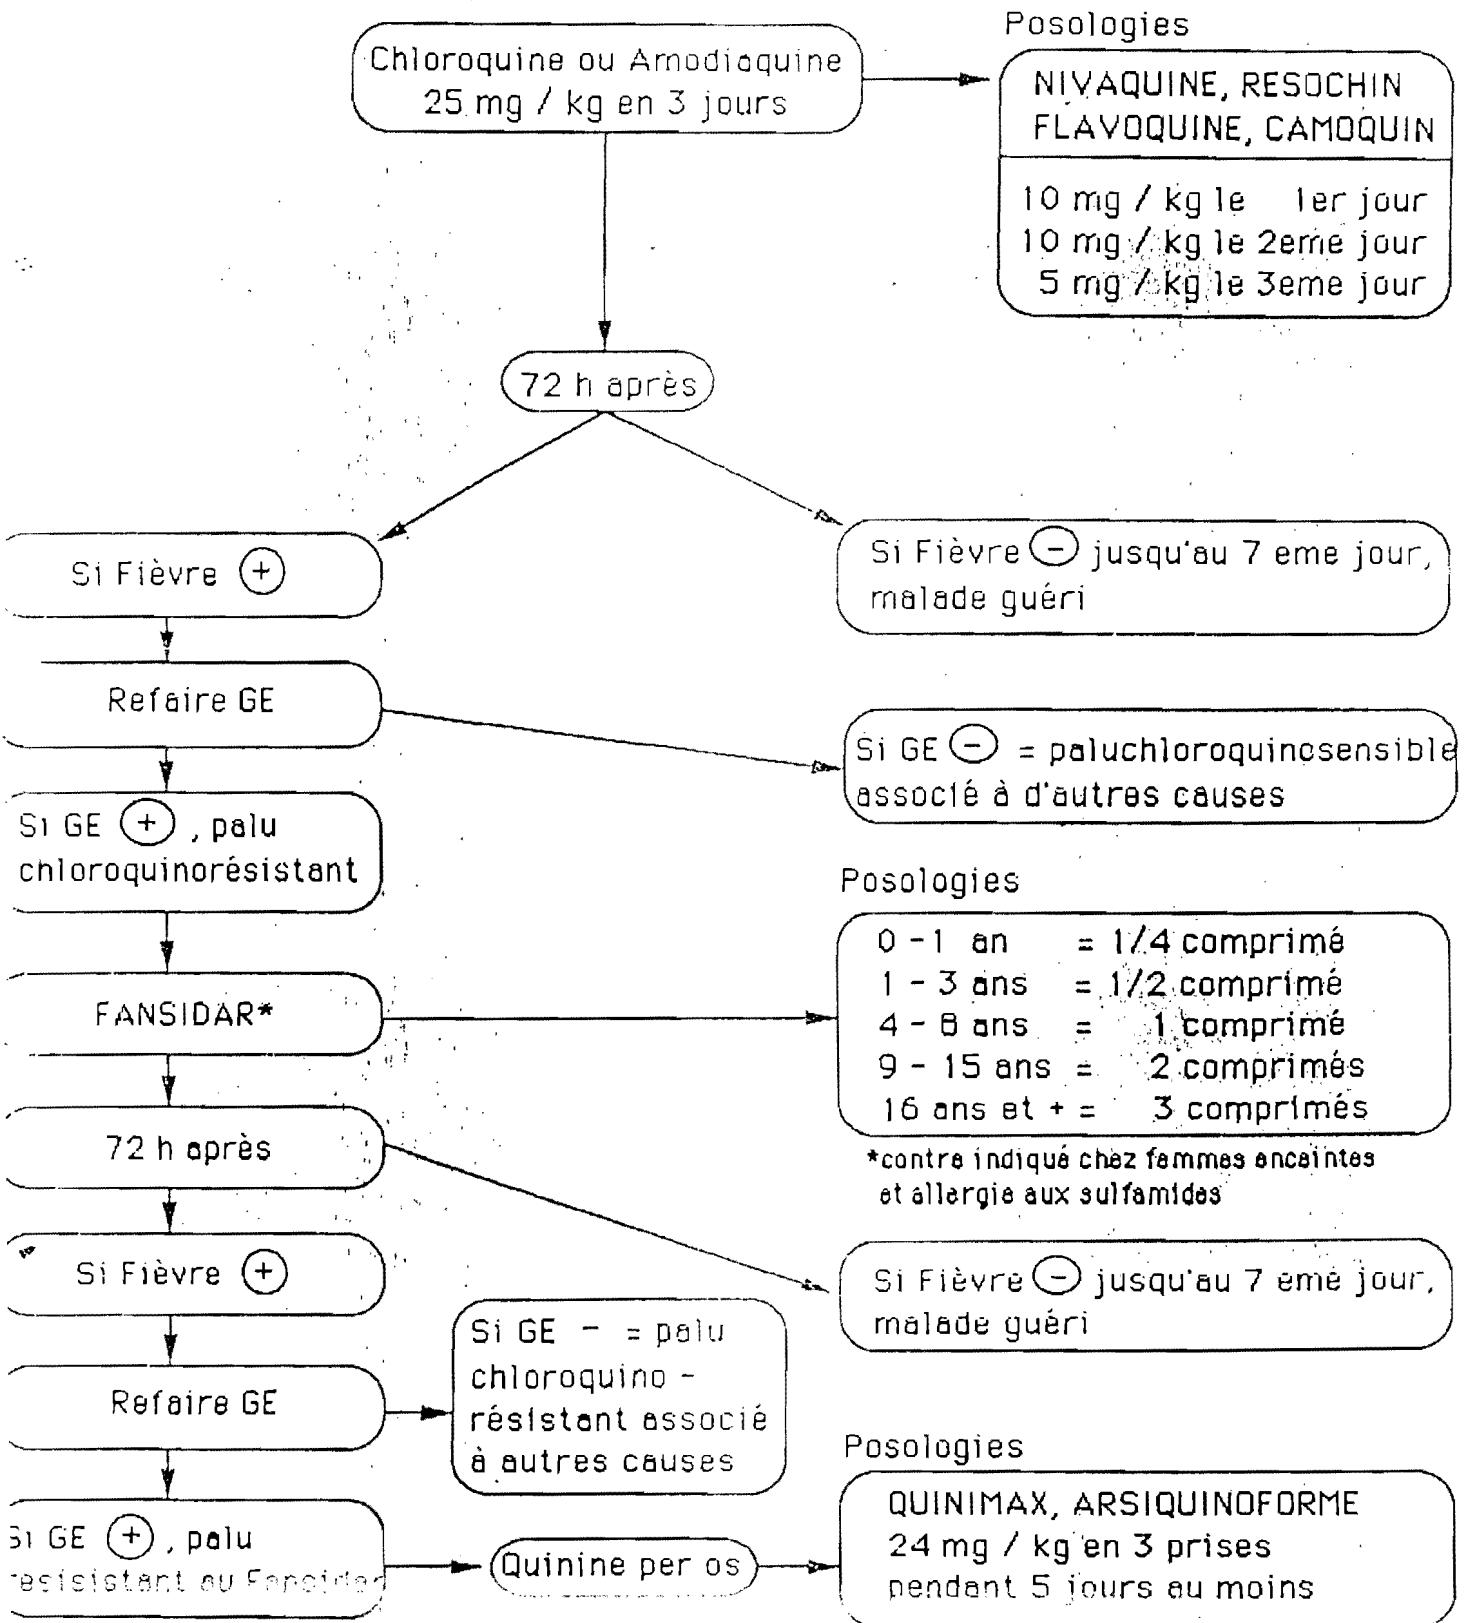 Chloroquine ou Amodiaquine
25 mg / kg en 3 jours
Posologies
NIVAQUINE, RESOCHIN
FLAVOQUINE, CAMOQUIN
10 mg / kg le 1er jour
10 mg / kg le 2eme jour
5 mg / kg le 3eme jour
72 h après
Si Fièvre (+)
Si Fièvre (-) jusqu'au 7 eme jour,
malade guéri
Refaire GE
Si GE (-) = paluchloroquinosensible
associé à d'autres causes
Si GE (+) , palu
chloroquinorésistant
FANSIDAR*
Posologies
0 - 1 an = 1/4 comprimé
1 - 3 ans = 1/2 comprimé
4 - 8 ans = 1 comprimé
9 - 15 ans = 2 comprimés
16 ans et + = 3 comprimés
*contre indiqué chez femmes enceintes
et allergie aux sulfamides
72 h après
Si Fièvre (+)
Si Fièvre (-) jusqu'au 7 eme jour,
malade guéri
Refaire GE
Si GE - = palu
chloroquino -
résistant associé
à autres causes
Si GE (+) , palu
resisistant au Fansidar
Quinine per os
Posologies
QUINIMAX, ARSIQUINOFORME
24 mg / kg en 3 prises
pendant 5 jours au moins